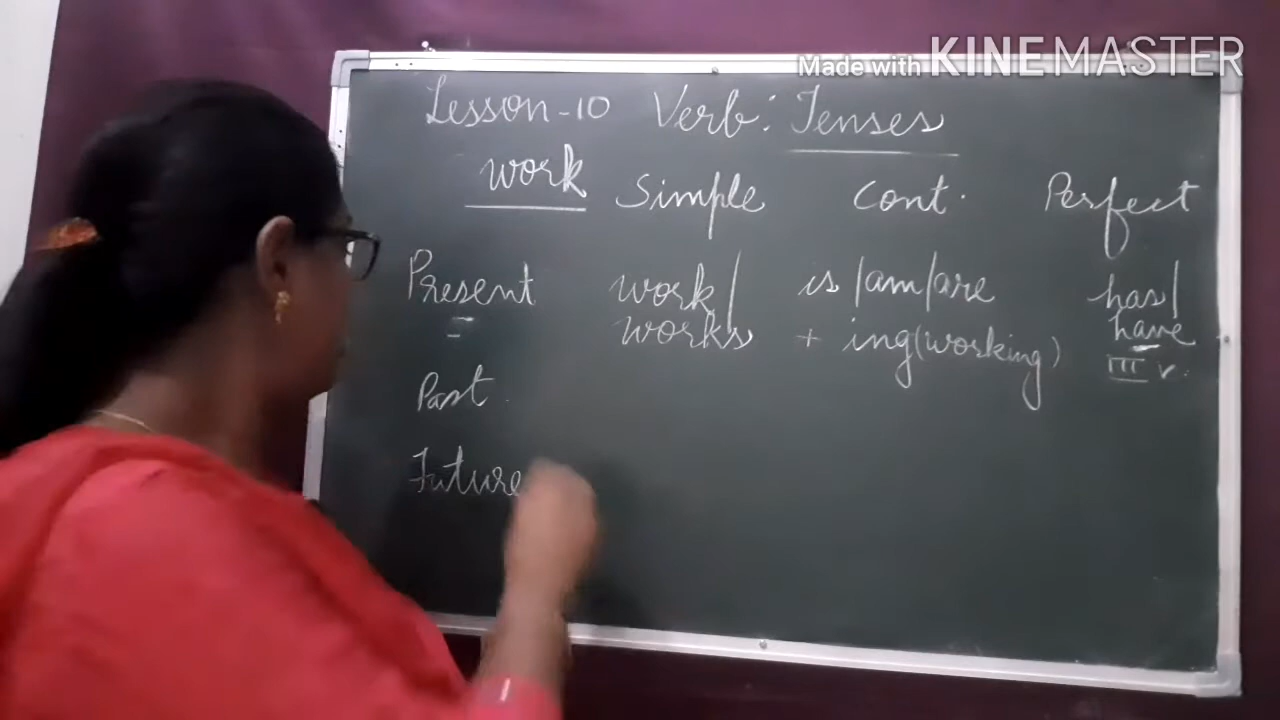 Made with KINEMASTER
Lesson-10 Verb: Tenses
work Simple Cont. Perfect
Present work/ is/am/are has/
works + ing(working) have
III v.
Past
Future